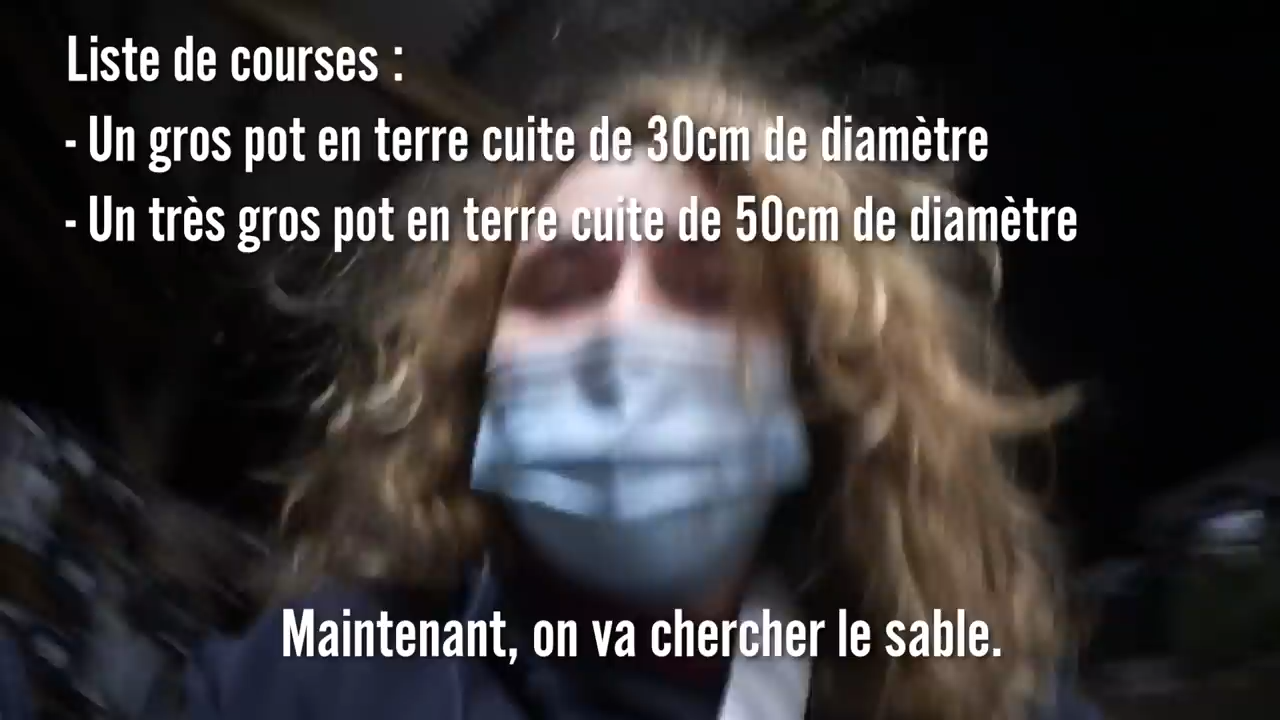 Liste de courses :
- Un gros pot en terre cuite de 30cm de diamètre
- Un très gros pot en terre cuite de 50cm de diamètre
Maintenant, on va chercher le sable.